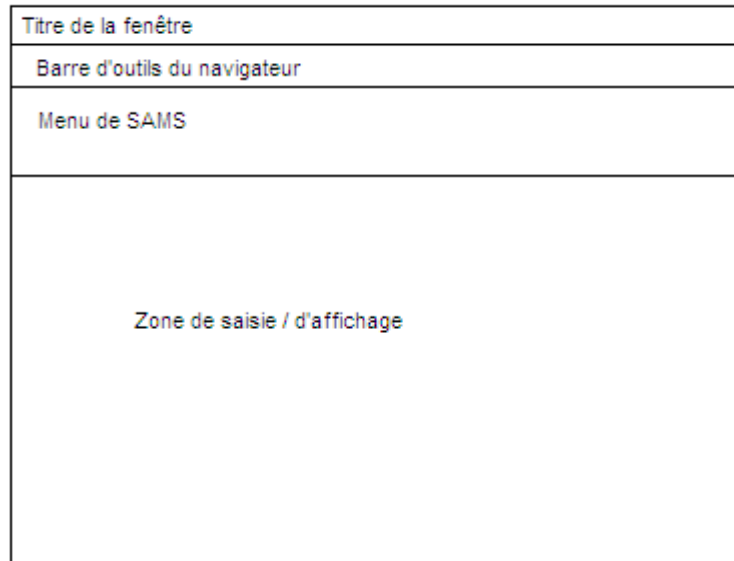 Titre de la fenêtre
Barre d'outils du navigateur
Menu de SAMS
Zone de saisie / d'affichage